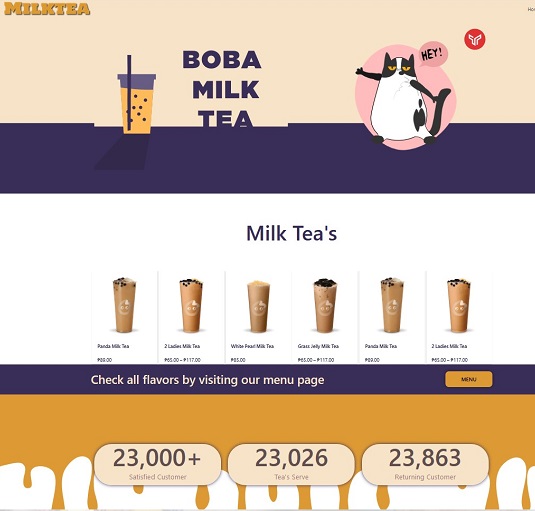 MILKTEA
Ho
BOBA
MILK
TEA
HEY!
Milk Tea's
Panda Milk Tea
2 Ladies Milk Tea
White Pearl Milk Tea
Grass Jelly Milk Tea
Panda Milk Tea
2 Ladies Milk Tea
₱89.00
₱65.00 – ₱117.00
₱65.00
₱65.00 – ₱117.00
₱89.00
₱65.00 – ₱117.00
Check all flavors by visiting our menu page
MENU
23,000+
Satisfied Customer
23,026
Tea's Serve
23,863
Returning Customer